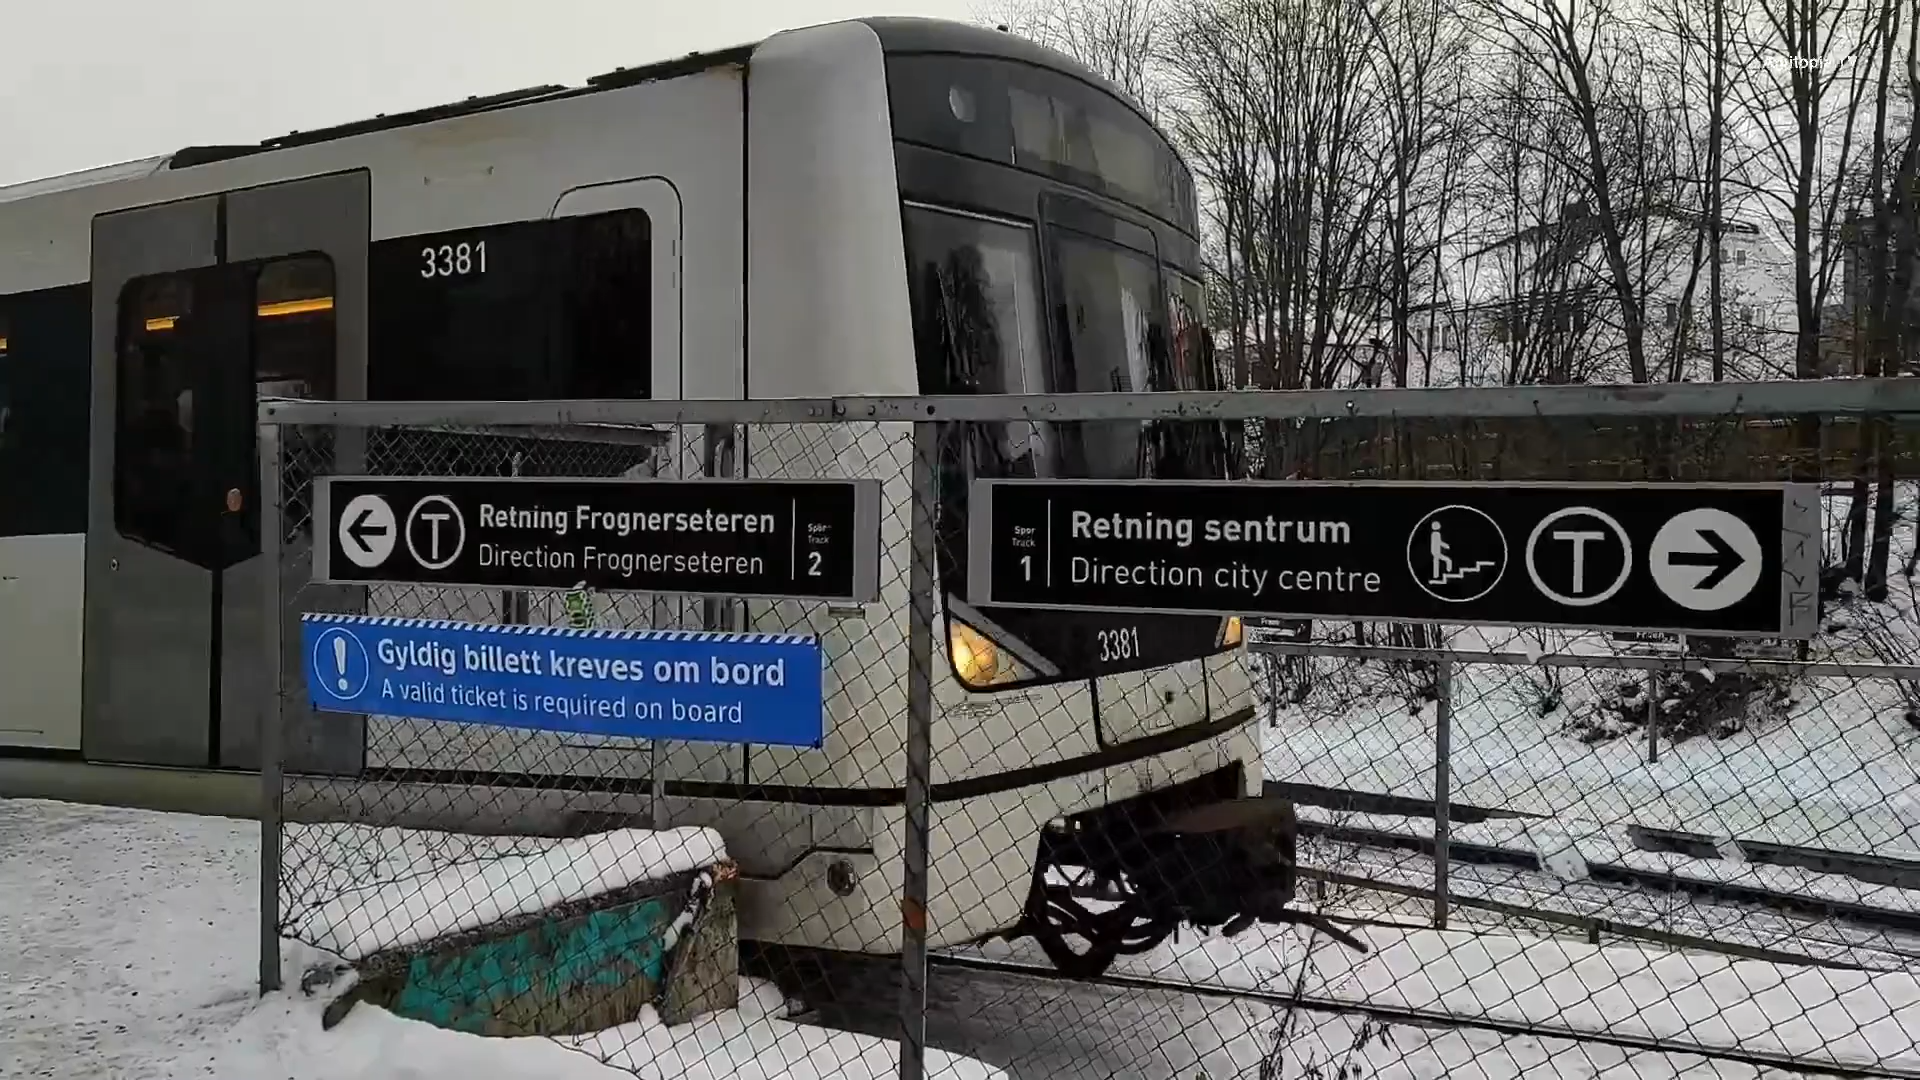 3381
Retning Frognerseteren
Direction Frognerseteren
Spor
Track
2
Spor
Track
1
Retning sentrum
Direction city centre
Gyldig billett kreves om bord
A valid ticket is required on board
3381